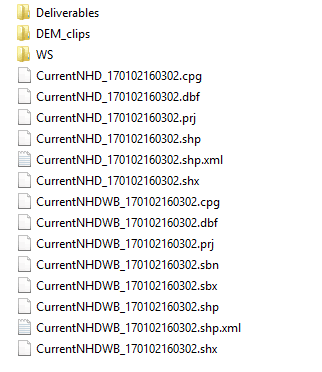 Deliverables
DEM_clips
WS
CurrentNHD_170102160302.cpg
CurrentNHD_170102160302.dbf
CurrentNHD_170102160302.prj
CurrentNHD_170102160302.shp
CurrentNHD_170102160302.shp.xml
CurrentNHD_170102160302.shx
CurrentNHDWB_170102160302.cpg
CurrentNHDWB_170102160302.dbf
CurrentNHDWB_170102160302.prj
CurrentNHDWB_170102160302.sbn
CurrentNHDWB_170102160302.sbx
CurrentNHDWB_170102160302.shp
CurrentNHDWB_170102160302.shp.xml
CurrentNHDWB_170102160302.shx